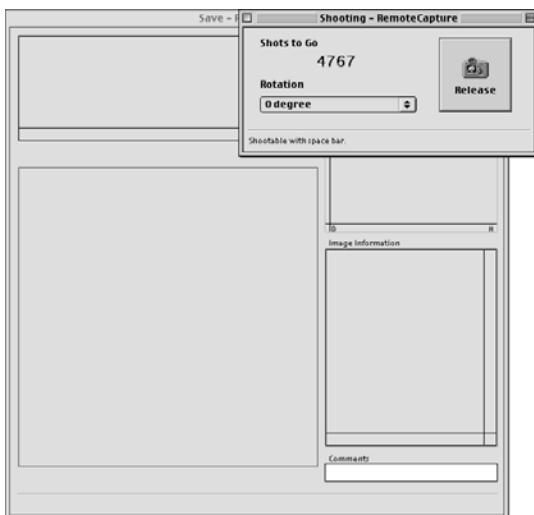 Save – R
Shooting – RemoteCapture
Shots to Go
4767
Rotation
0 degree
Release
Shootable with space bar.
Image Information
Comments